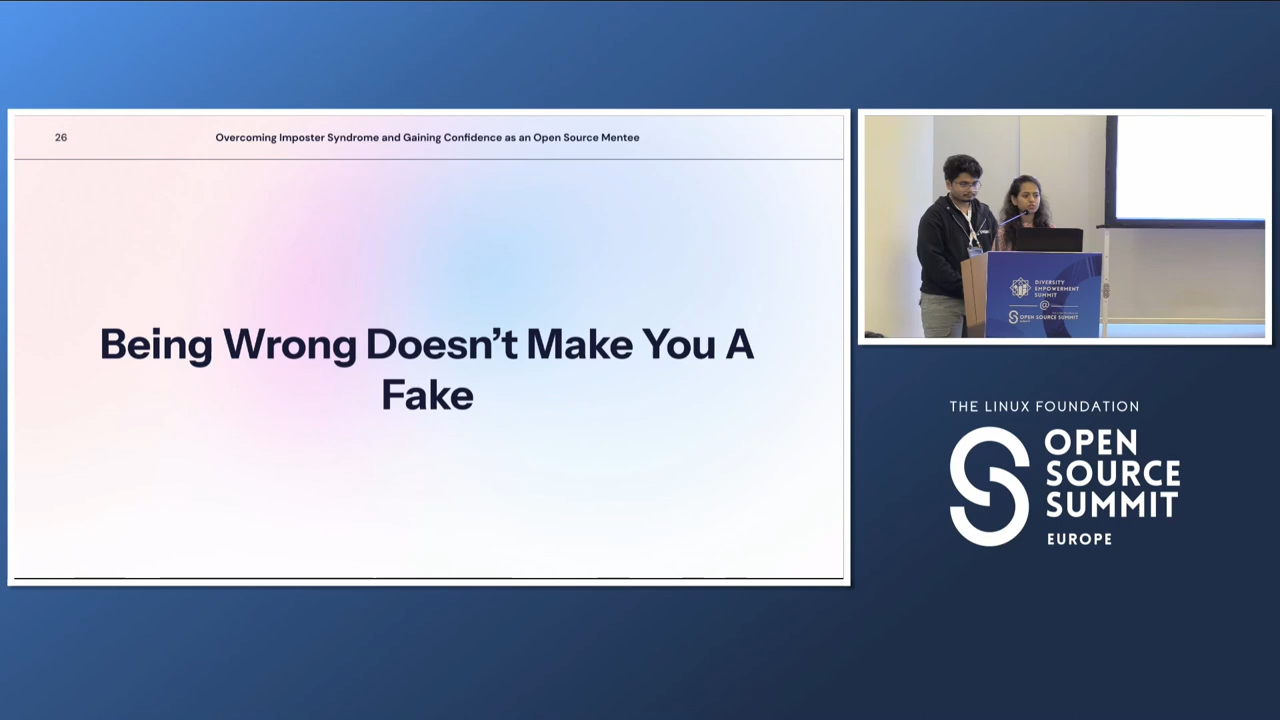 26
Overcoming Imposter Syndrome and Gaining Confidence as an Open Source Mentee
Being Wrong Doesn’t Make You A
Fake
DIVERSITY
EMPOWERMENT
SUMMIT
@
OPEN SOURCE SUMMIT
THE LINUX FOUNDATION
OPEN
SOURCE
SUMMIT
EUROPE